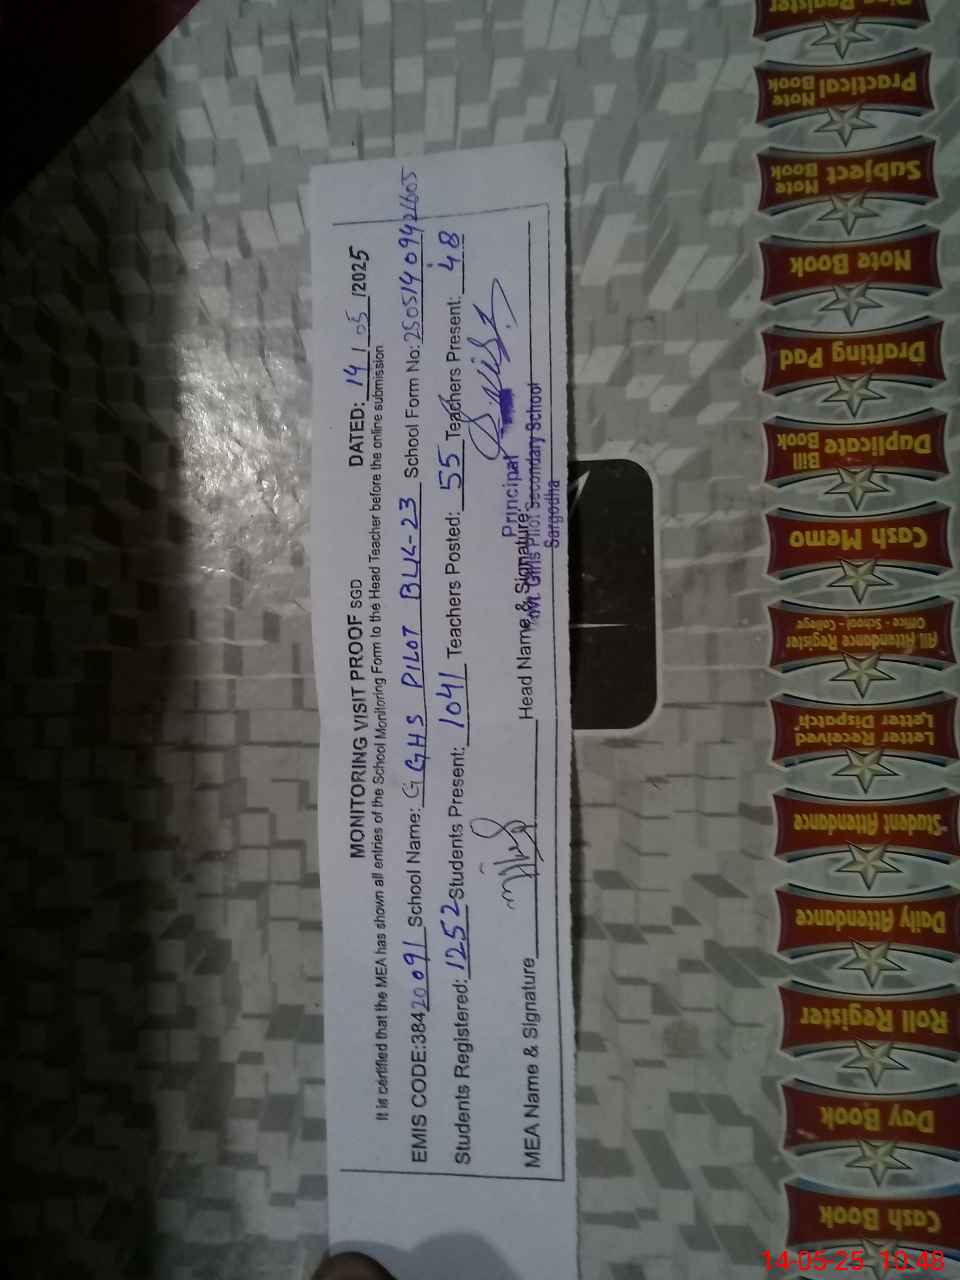 MONITORING VISIT PROOF SGD DATED: 14/05/2025
It is certified that the MEA has shown all entries of the School Monitoring Form to the Head Teacher before the online submission
EMIS CODE:38420091 School Name: GGHS PILOT BLK-23 School Form No: 25051409421605
Students Registered: 1252 Students Present: 1041 Teachers Posted: 55 Teachers Present: 48
MEA Name & Signature Head Name & Signature:
Principal
Govt. Girls Pilot Secondary School
Sargodha
Cash Book
Day Book
Roll Register
Daily Attendance
Student Attendance
Letter Received
Letter Dispatch
All Attendance Register
Office - School - College
Cash Memo
Duplicate Bill Book
Drafting Pad
Note Book
Subject Note Book
Practical Note Book
Register
14-05-25 10:48